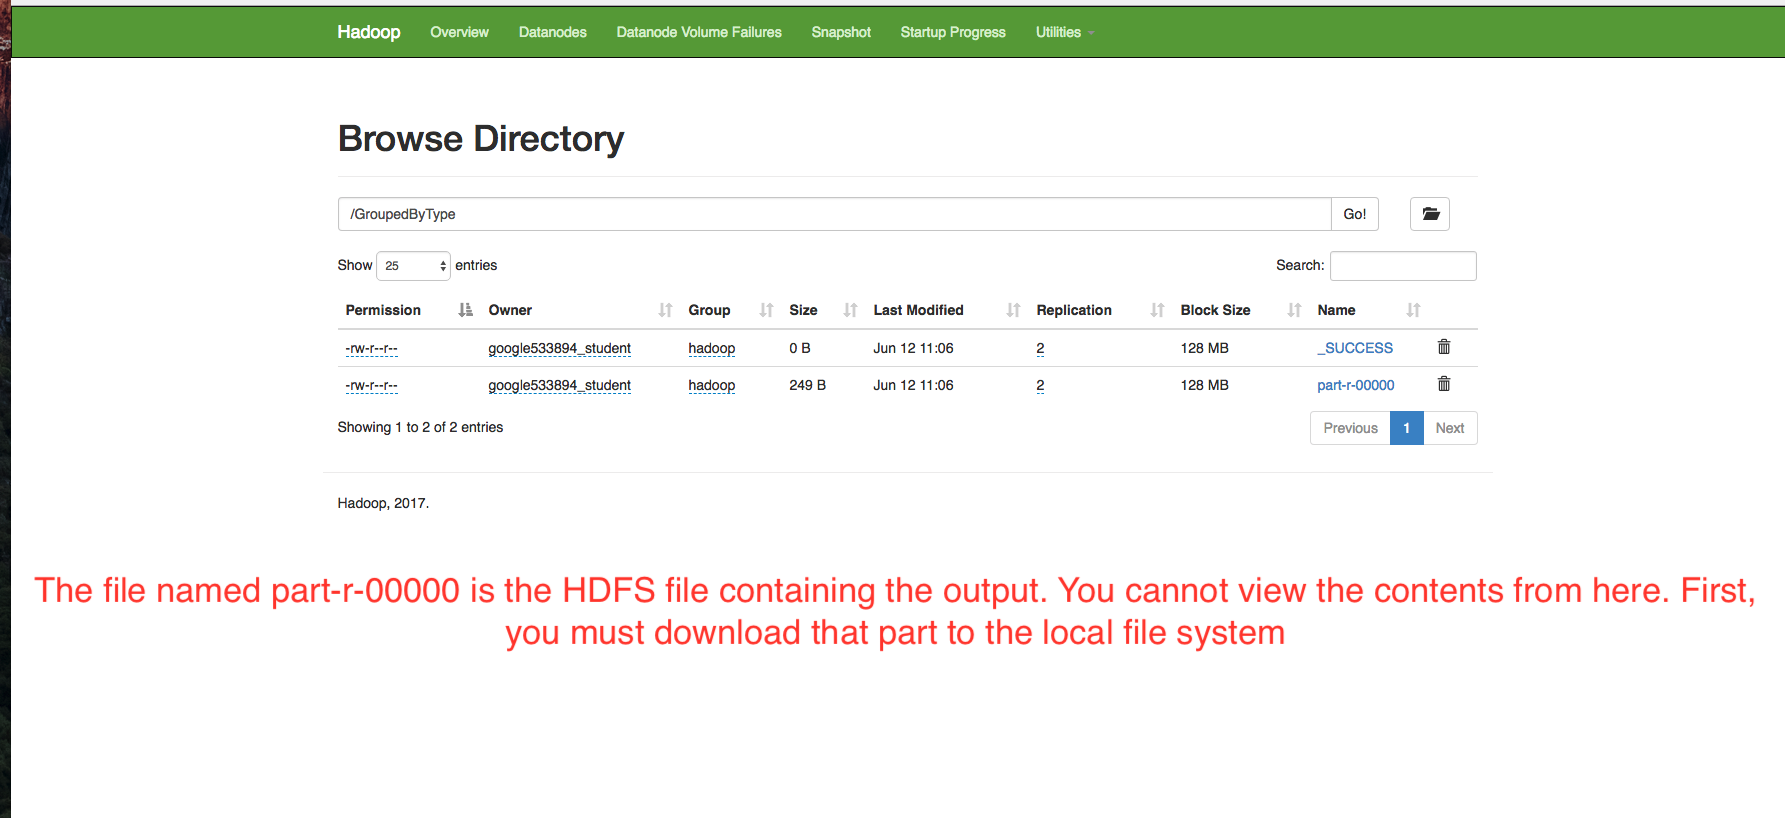 Hadoop Overview Datanodes Datanode Volume Failures Snapshot Startup Progress Utilities
Browse Directory
/GroupedByType Go!
Show 25 entries Search:
Permission Owner Group Size Last Modified Replication Block Size Name
-rw-r--r-- google533894_student hadoop 0 B Jun 12 11:06 2 128 MB _SUCCESS
-rw-r--r-- google533894_student hadoop 249 B Jun 12 11:06 2 128 MB part-r-00000
Showing 1 to 2 of 2 entries Previous 1 Next
Hadoop, 2017.
The file named part-r-00000 is the HDFS file containing the output. You cannot view the contents from here. First,
you must download that part to the local file system